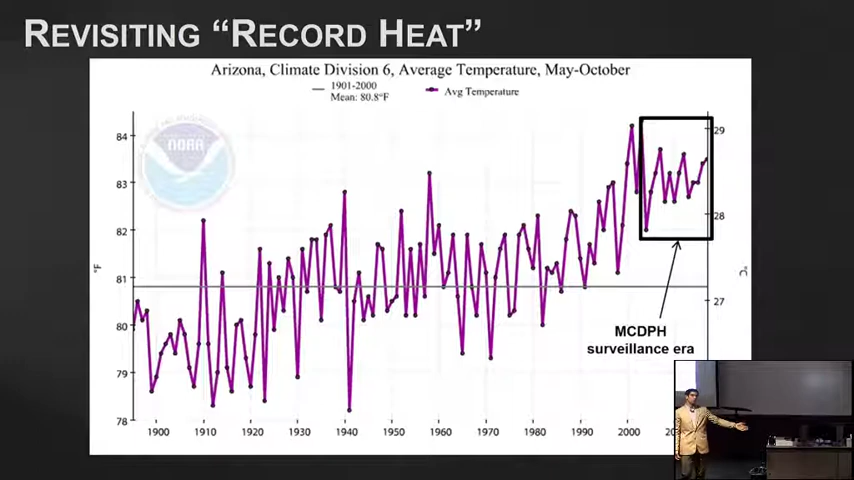 REVISITING “RECORD HEAT”
Arizona, Climate Division 6, Average Temperature, May-October
1901-2000
Mean: 80.8°F
Avg Temperature
NOAA
84
83
82
81
80
79
78
°F
29
28
27
°C
1900
1910
1920
1930
1940
1950
1960
1970
1980
1990
2000
MCDPH
surveillance era